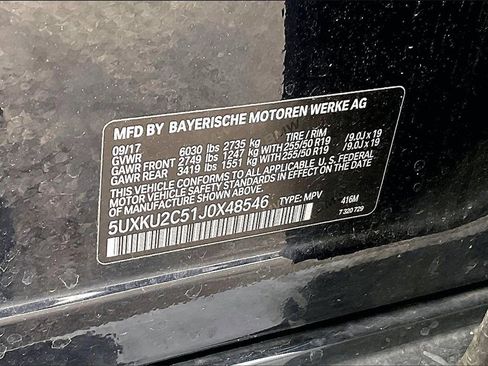 MFD BY BAYERISCHE MOTOREN WERKE AG
09/17 TIRE / RIM
GVWR 6030 lbs 2735 kg
GAWR FRONT 2749 lbs 1247 kg WITH 255/50 R19 /9.0J x 19
GAWR REAR 3419 lbs 1551 kg WITH 255/50 R19 /9.0J x 19
THIS VEHICLE CONFORMS TO ALL APPLICABLE U.S. FEDERAL
MOTOR VEHICLE SAFETY STANDARDS IN EFFECT ON THE DATE
OF MANUFACTURE SHOWN ABOVE.
5UXKU2C51J0X48546 TYPE: MPV 416M
7 320 729